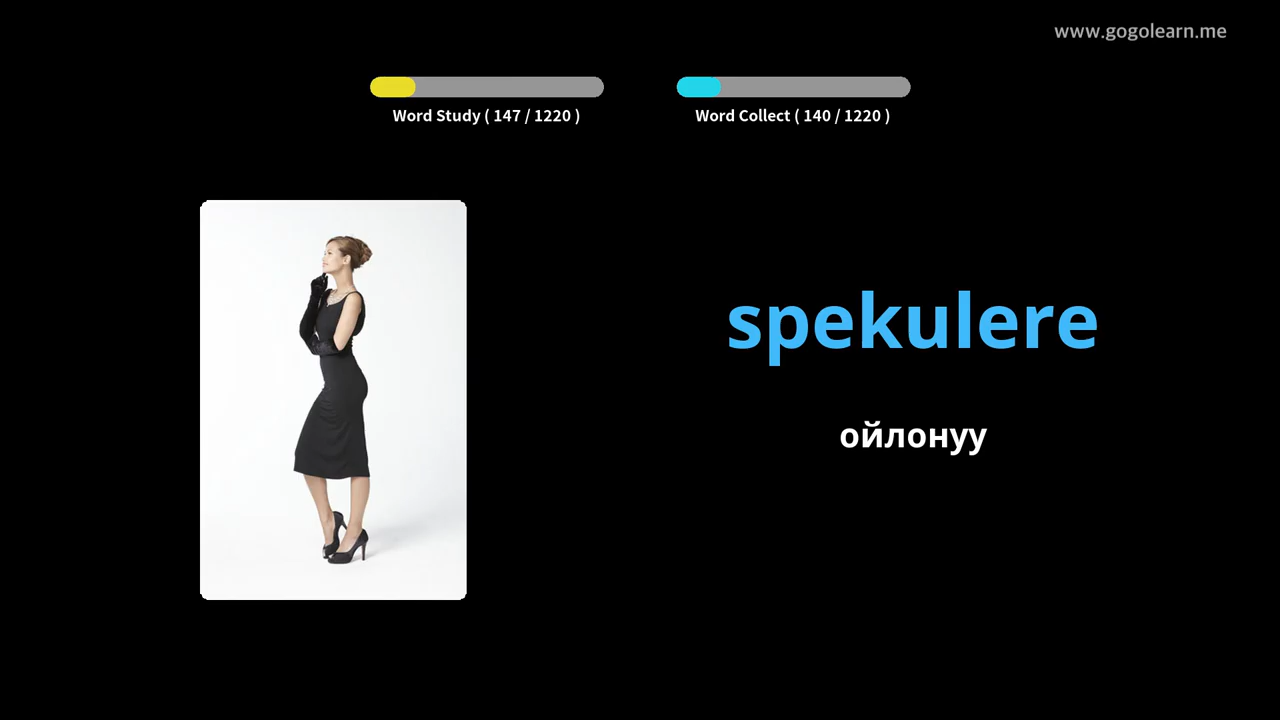 www.gogolearn.me
Word Study ( 147 / 1220 )
Word Collect ( 140 / 1220 )
spekulere
ойлонуу